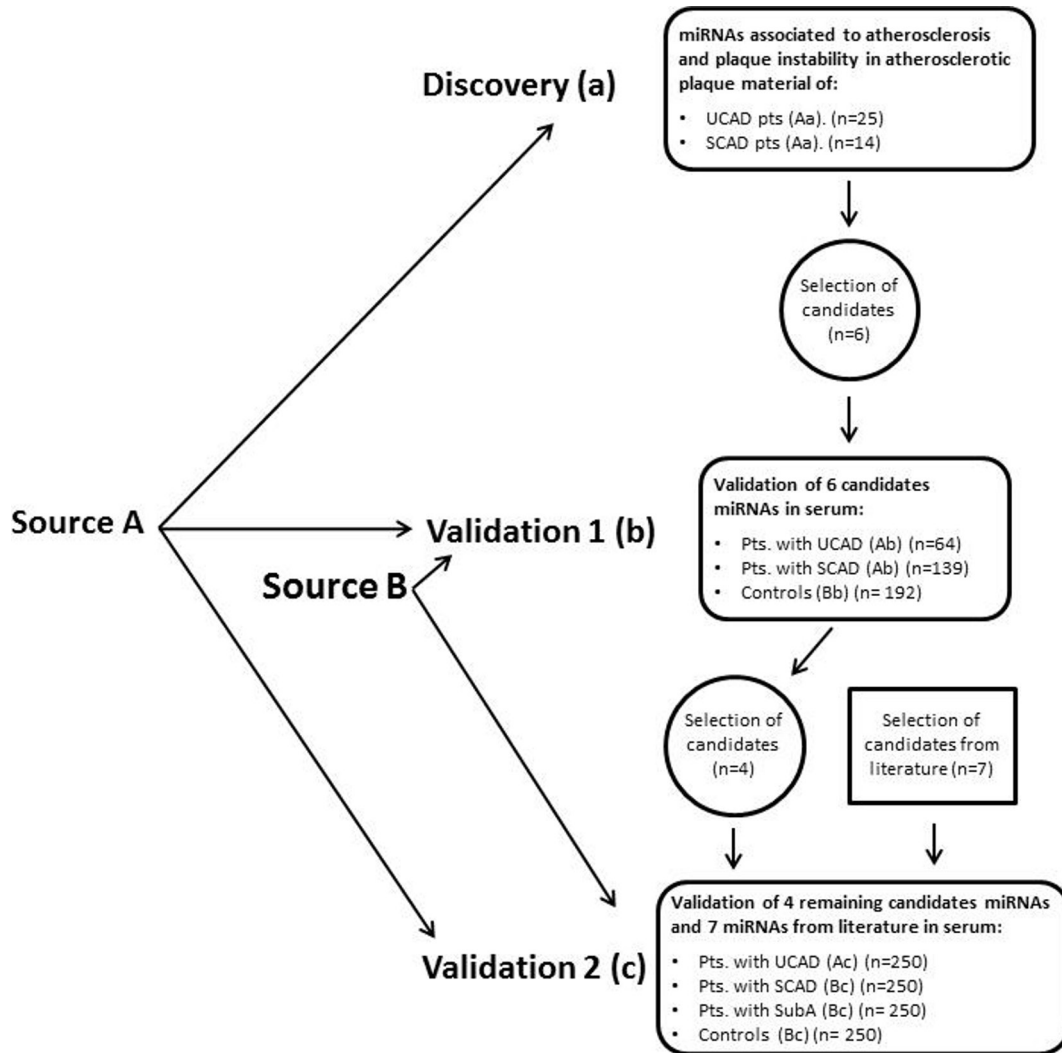 miRNAs associated to atherosclerosis
and plaque instability in atherosclerotic
plaque material of:
• UCAD pts (Aa). (n=25)
• SCAD pts (Aa). (n=14)
Discovery (a)
Selection of
candidates
(n=6)
Source A
Validation 1 (b)
Source B
Validation of 6 candidates
miRNAs in serum:
• Pts. with UCAD (Ab) (n=64)
• Pts. with SCAD (Ab) (n=139)
• Controls (Bb) (n= 192)
Selection of
candidates
(n=4)
Selection of
candidates from
literature (n=7)
Validation 2 (c)
Validation of 4 remaining candidates miRNAs
and 7 miRNAs from literature in serum:
• Pts. with UCAD (Ac) (n=250)
• Pts. with SCAD (Bc) (n=250)
• Pts. with SubA (Bc) (n= 250)
• Controls (Bc) (n= 250)